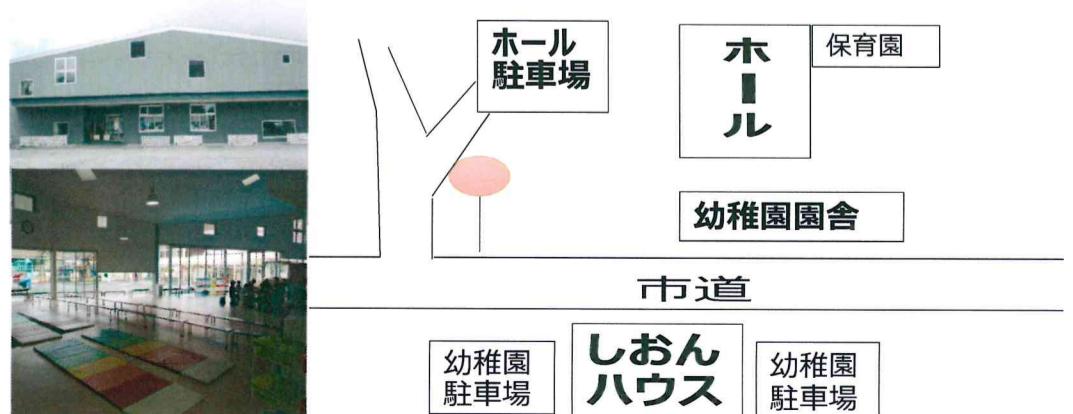 ホール
駐車場
ホール
保育園
幼稚園園舎
市道
幼稚園
駐車場
しおん
ハウス
幼稚園
駐車場